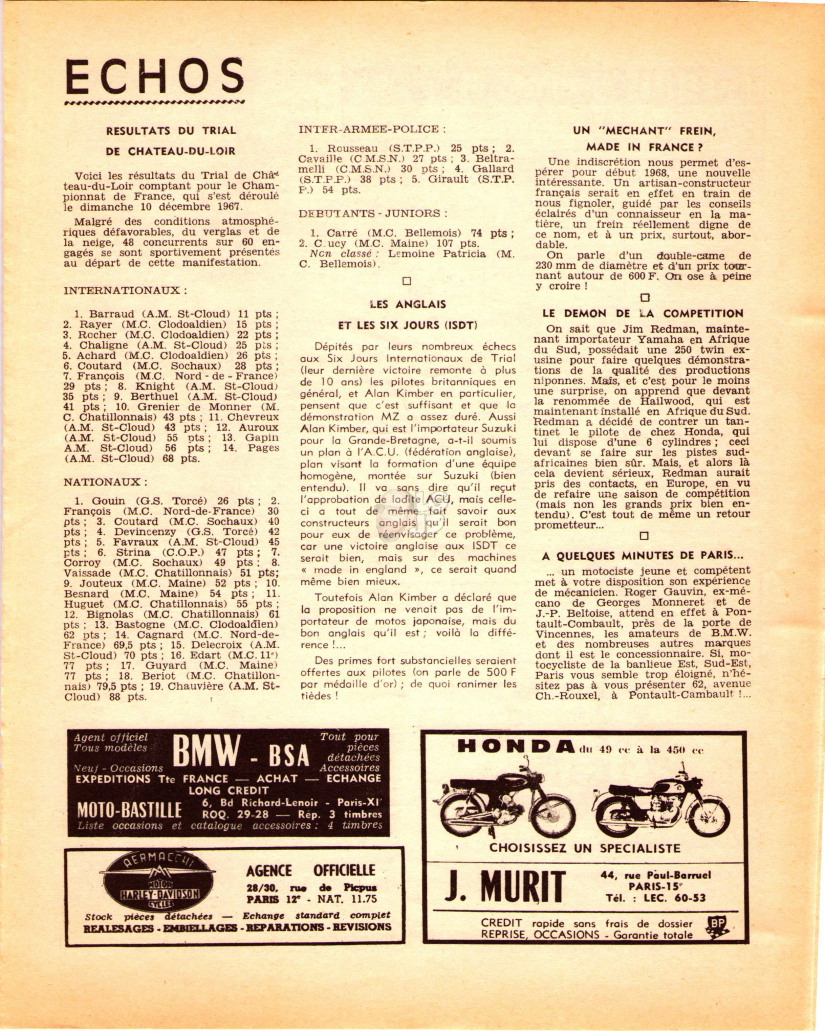 ECHOS
RESULTATS DU TRIAL
DE CHATEAU-DU-LOIR
Voici les résultats du Trial de Châ-
teau-du-Loir comptant pour le Cham-
pionnat de France, qui s'est déroulé
le dimanche 10 décembre 1967.
Malgré des conditions atmosphé-
riques défavorables, du verglas et de
la neige, 48 concurrents sur 60 en-
gagés se sont sportivement présentés
au départ de cette manifestation.
INTERNATIONAUX :
1. Barraud (A.M. St-Cloud) 11 pts ;
2. Rayer (M.C. Clodoaldien) 15 pts ;
3. Rocher (M.C. Clodoaldien) 22 pts ;
4. Chaligne (A.M. St-Cloud) 25 pts ;
5. Achard (M.C. Clodoaldien) 26 pts ;
6. Coutard (M.C. Sochaux) 28 pts ;
7. François (M.C. Nord - de - France)
29 pts ; 8. Knight (A.M. St-Cloud)
35 pts ; 9. Berthuel (A.M. St-Cloud)
41 pts ; 10. Grenier de Monner (M.
C. Chatillonnais) 43 pts ; 11. Chevreux
(A.M. St-Cloud) 43 pts ; 12. Auroux
(A.M. St-Cloud) 55 pts ; 13. Gapin
A.M. St-Cloud) 56 pts ; 14. Pages
(A.M. St-Cloud) 68 pts.
NATIONAUX :
1. Gouin (G.S. Torcé) 26 pts ; 2.
François (M.C. Nord-de-France) 30
pts ; 3. Coutard (M.C. Sochaux) 40
pts ; 4. Devincenzy (G.S. Torcé) 42
pts ; 5. Favraux (A.M. St-Cloud) 45
pts ; 6. Strina (C.O.P.) 47 pts ; 7.
Corroy (M.C. Sochaux) 49 pts ; 8.
Vaissade (M.C. Chatillonnais) 51 pts;
9. Jouteux (M.C. Maine) 52 pts ; 10.
Besnard (M.C. Maine) 54 pts ; 11.
Huguet (M.C. Chatillonnais) 55 pts ;
12. Bignolas (M.C. Chatillonnais) 61
pts ; 13. Bastogne (M.C. Clodoaldien)
62 pts ; 14. Cagnard (M.C. Nord-de-
France) 69,5 pts ; 15. Delecroix (A.M.
St-Cloud) 70 pts ; 16. Edart (M.C. 11e)
77 pts ; 17. Guyard (M.C. Maine)
77 pts ; 18. Beriot (M.C. Chatillon-
nais) 79,5 pts ; 19. Chauvière (A.M. St-
Cloud) 88 pts.
INTER-ARMEE-POLICE :
1. Rousseau (S.T.P.P.) 25 pts ; 2.
Cavaille (C.M.S.N.) 27 pts ; 3. Beltra-
melli (C.M.S.N.) 30 pts ; 4. Gallard
(S.T.P.P.) 38 pts ; 5. Girault (S.T.P.
P.) 54 pts.
DEBUTANTS - JUNIORS :
1. Carré (M.C. Bellemois) 74 pts ;
2. C.ucy (M.C. Maine) 107 pts.
Non classé : Lemoine Patricia (M.
C. Bellemois).
LES ANGLAIS
ET LES SIX JOURS (ISDT)
Dépités par leurs nombreux échecs
aux Six Jours Internationaux de Trial
(leur dernière victoire remonte à plus
de 10 ans) les pilotes britanniques en
général, et Alan Kimber en particulier,
pensent que c'est suffisant et que la
démonstration MZ a assez duré. Aussi
Alan Kimber, qui est l'importateur Suzuki
pour la Grande-Bretagne, a-t-il soumis
un plan à l'A.C.U. (fédération anglaise),
plan visant la formation d'une équipe
homogène, montée sur Suzuki (bien
entendu). Il va sans dire qu'il reçut
l'approbation de ladite ACU, mais celle-
ci a tout de même fait savoir aux
constructeurs anglais qu'il serait bon
pour eux de envisager ce problème,
car une victoire anglaise aux ISDT ce
serait bien, mais sur des machines
« made in england », ce serait quand
même bien mieux.
Toutefois Alan Kimber a déclaré que
la proposition ne venait pas de l'im-
portateur de motos japonaise, mais du
bon anglais qu'il est ; voilà la diffé-
rence !...
Des primes fort substancielles seraient
offertes aux pilotes (on parle de 500 F
par médaille d'or) ; de quoi ranimer les
tièdes !
UN "MECHANT" FREIN,
MADE IN FRANCE ?
Une indiscrétion nous permet d'es-
pérer pour début 1968, une nouvelle
intéressante. Un artisan-constructeur
français serait en effet en train de
nous fignoler, guidé par les conseils
éclairés d'un connaisseur en la ma-
tière, un frein réellement digne de
ce nom, et à un prix, surtout, abor-
dable.
On parle d'un double-came de
230 mm de diamètre et d'un prix tour-
nant autour de 600 F. On ose à peine
y croire !
LE DEMON DE LA COMPETITION
On sait que Jim Redman, mainte-
nant importateur Yamaha en Afrique
du Sud, possédait une 250 twin ex-
usine pour faire quelques démonstra-
tions de la qualité des productions
niponnes. Mais, et c'est pour le moins
une surprise, on apprend que devant
la renommée de Hailwood, qui est
maintenant installé en Afrique du Sud.
Redman a décidé de contrer un tan-
tinet le pilote de chez Honda, qui
lui dispose d'une 6 cylindres ; ceci
devant se faire sur les pistes sud-
africaines bien sûr. Mais, et alors là
cela devient sérieux, Redman aurait
pris des contacts, en Europe, en vu
de refaire une saison de compétition
(mais non les grands prix bien en-
tendu). C'est tout de même un retour
prometteur...
A QUELQUES MINUTES DE PARIS...
... un motociste jeune et compétent
met à votre disposition son expérience
de mécanicien. Roger Gauvin, ex-mé-
cano de Georges Monneret et de
J.-P. Beltoise, attend en effet à Pon-
tault-Combault, près de la porte de
Vincennes, les amateurs de B.M.W.
et des nombreuses autres marques
dont il est le concessionnaire. Si, mo-
tocycliste de la banlieue Est, Sud-Est,
Paris vous semble trop éloigné, n'hé-
sitez pas à vous présenter 62, avenue
Ch.-Rouxel, à Pontault-Cambault !...
Agent officiel
Tous modèles
Neuf - Occasions
BMW - BSA
Tout pour
pièces
détachées
Accessoires
EXPEDITIONS Tte FRANCE — ACHAT — ECHANGE
LONG CREDIT
MOTO-BASTILLE
6, Bd Richard-Lenoir - Paris-XIe
ROQ. 29-28 — Rép. 3 timbres
Liste occasions et catalogue accessoires : 4 timbres
AERMACCHI
MOTOR
HARLEY-DAVIDSON
CYCLES
AGENCE OFFICIELLE
28/30, rue de Picpus
PARIS 12e - NAT. 11.75
Stock pièces détachées — Echange standard complet
REALESAGES - EMBIELLAGES - REPARATIONS - REVISIONS
HONDA du 49 cc à la 450 cc
CHOISISSEZ UN SPECIALISTE
J. MURIT
44, rue Paul-Barruel
PARIS-15e
Tél. : LEC. 60-53
CREDIT rapide sans frais de dossier
REPRISE, OCCASIONS - Garantie totale
BP